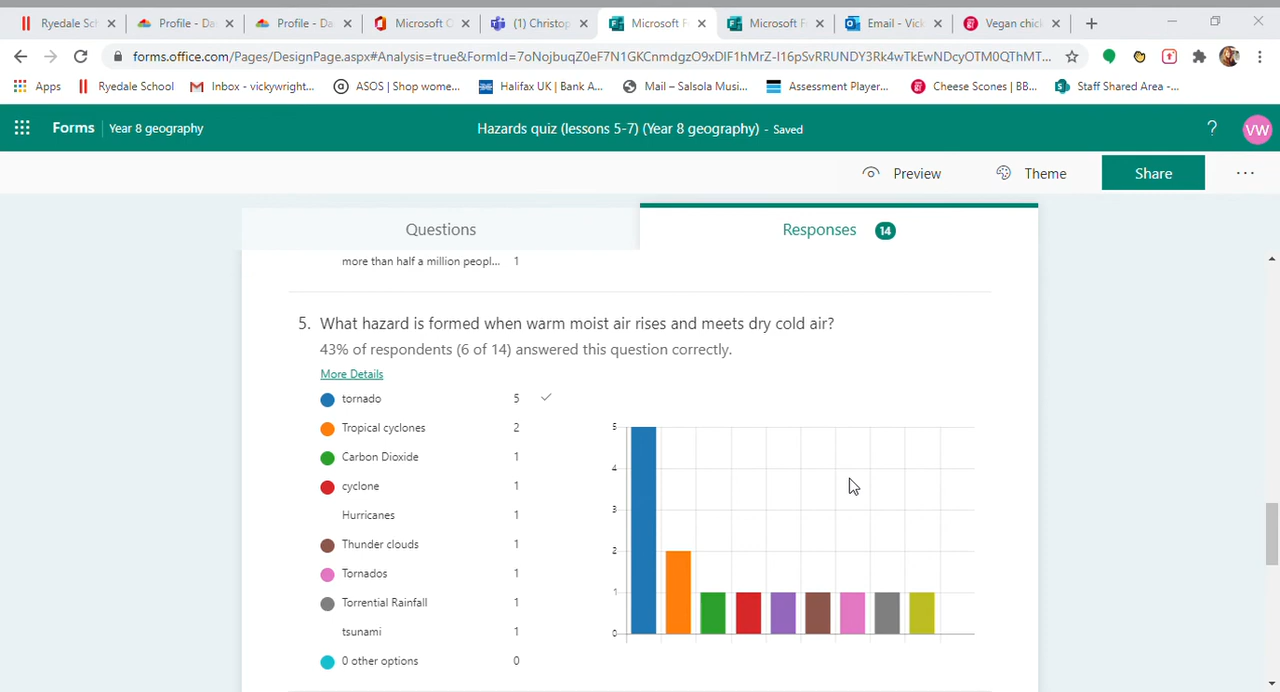 Ryedale Sch
Profile - Da
Profile - Da
Microsoft O
(1) Christop
Microsoft F
Microsoft F
Email - Vick
Vegan chic
forms.office.com/Pages/DesignPage.aspx#Analysis=true&FormId=
Apps
Ryedale School
Inbox - vickywright...
ASOS | Shop wome...
Halifax UK | Bank A...
Mail – Salsola Musi...
Assessment Player...
Cheese Scones | BB...
Staff Shared Area -...
Forms
Year 8 geography
Hazards quiz (lessons 5-7) (Year 8 geography) - Saved
?
VW
Preview
Theme
Share
...
Questions
Responses 14
more than half a million peopl... 1
5. What hazard is formed when warm moist air rises and meets dry cold air?
43% of respondents (6 of 14) answered this question correctly.
More Details
tornado 5
Tropical cyclones 2
Carbon Dioxide 1
cyclone 1
Hurricanes 1
Thunder clouds 1
Tornados 1
Torrential Rainfall 1
tsunami 1
0 other options 0
5
4
3
2
1
0